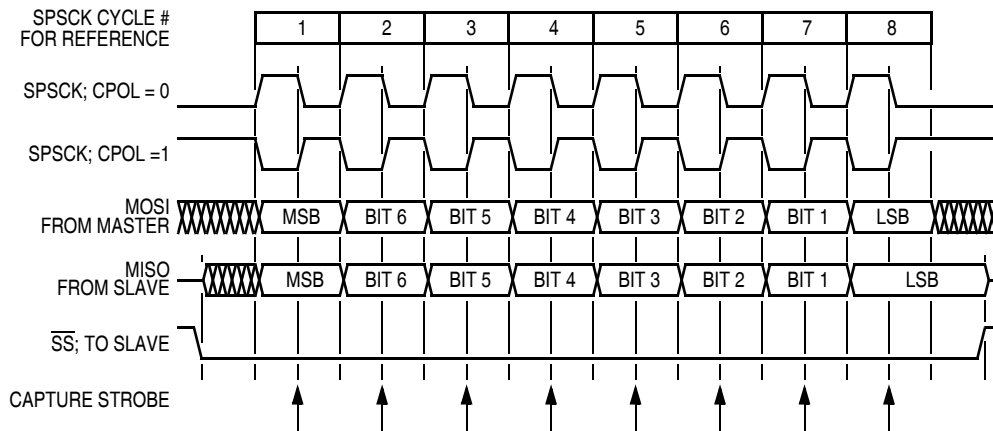 SPSCK CYCLE #
FOR REFERENCE
1 2 3 4 5 6 7 8
SPSCK; CPOL = 0
SPSCK; CPOL =1
MOSI
FROM MASTER
MSB BIT 6 BIT 5 BIT 4 BIT 3 BIT 2 BIT 1 LSB
MISO
FROM SLAVE
MSB BIT 6 BIT 5 BIT 4 BIT 3 BIT 2 BIT 1 LSB
SS; TO SLAVE
CAPTURE STROBE